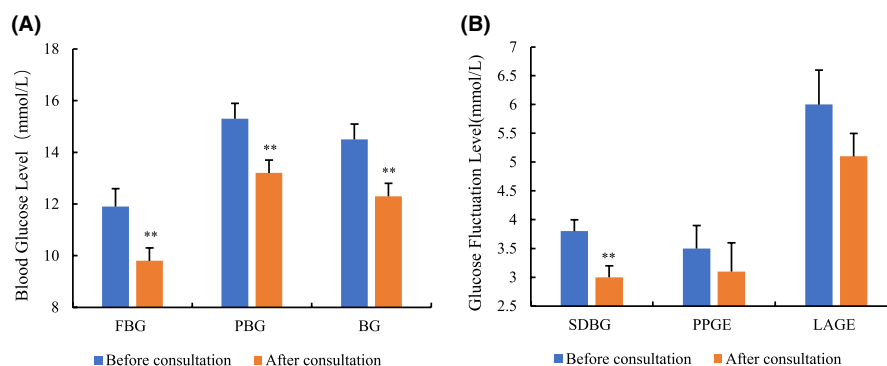 (A)
Blood Glucose Level (mmol/L)
18
16
14
12
10
8
**
**
**
FBG
PBG
BG
Before consultation
After consultation
(B)
Glucose Fluctuation Level(mmol/L)
7
6.5
6
5.5
5
4.5
4
3.5
3
2.5
**
SDBG
PPGE
LAGE
Before consultation
After consultation